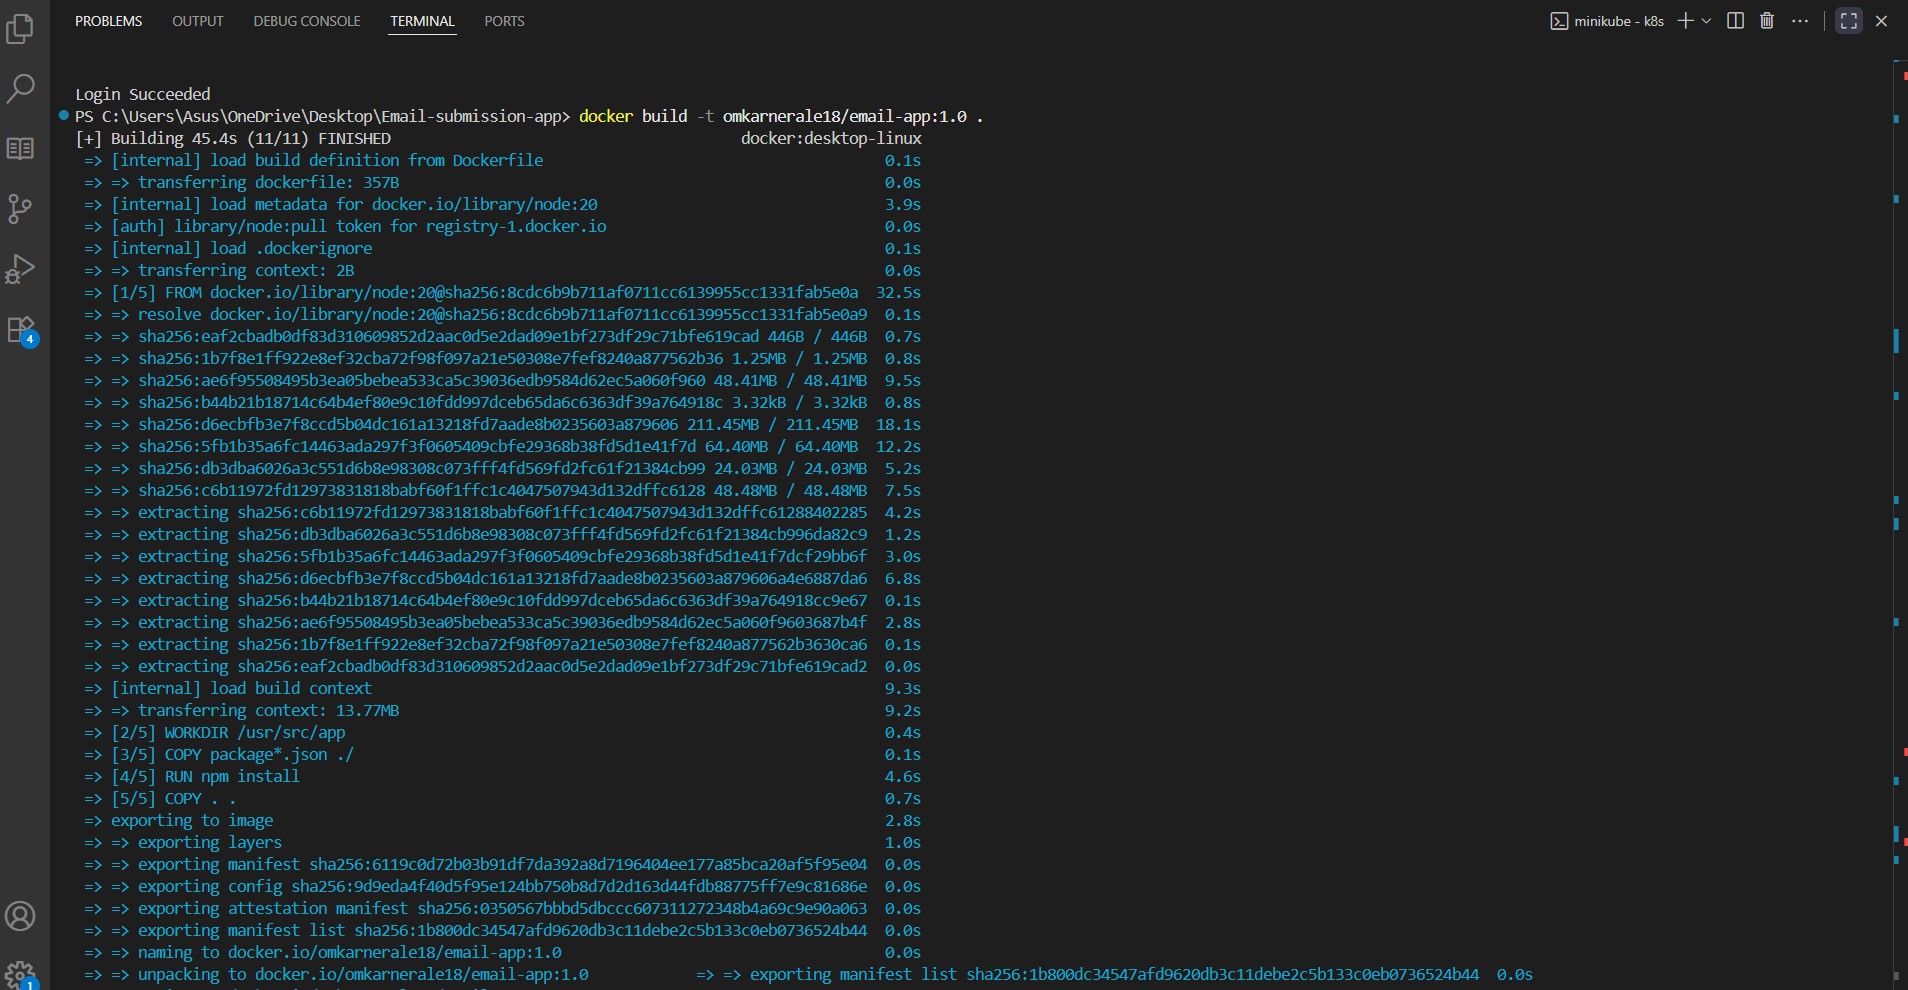 PROBLEMS OUTPUT DEBUG CONSOLE TERMINAL PORTS minikube - k8s
Login Succeeded
PS C:\Users\Asus\OneDrive\Desktop\Email-submission-app> docker build -t omkarnerale18/email-app:1.0 .
[+] Building 45.4s (11/11) FINISHED docker:desktop-linux
=> [internal] load build definition from Dockerfile 0.1s
=> => transferring dockerfile: 357B 0.0s
=> [internal] load metadata for docker.io/library/node:20 3.9s
=> [auth] library/node:pull token for registry-1.docker.io 0.0s
=> [internal] load .dockerignore 0.1s
=> => transferring context: 2B 0.0s
=> [1/5] FROM docker.io/library/node:20@sha256:8cdc6b9b711af0711cc6139955cc1331fab5e0a 32.5s
=> => resolve docker.io/library/node:20@sha256:8cdc6b9b711af0711cc6139955cc1331fab5e0a9 0.1s
=> => sha256:eaf2cbadb0df83d310609852d2aac0d5e2dad09e1bf273df29c71bfe619cad 446B / 446B 0.7s
=> => sha256:1b7f8e1ff922e8ef32cba72f98f097a21e50308e7fef8240a877562b36 1.25MB / 1.25MB 0.8s
=> => sha256:ae6f95508495b3ea05bebea533ca5c39036edb9584d62ec5a060f960 48.41MB / 48.41MB 9.5s
=> => sha256:b44b21b18714c64b4ef80e9c10fdd997dceb65da6c6363df39a764918c 3.32kB / 3.32kB 0.8s
=> => sha256:d6ecbfb3e7f8ccd5b04dc161a13218fd7aade8b0235603a879606 211.45MB / 211.45MB 18.1s
=> => sha256:5fb1b35a6fc14463ada297f3f0605409cbfe29368b38fd5d1e41f7d 64.40MB / 64.40MB 12.2s
=> => sha256:db3dba6026a3c551d6b8e98308c073fff4fd569fd2fc61f21384cb99 24.03MB / 24.03MB 5.2s
=> => sha256:c6b11972fd12973831818babf60f1ffc1c4047507943d132dffc6128 48.48MB / 48.48MB 7.5s
=> => extracting sha256:c6b11972fd12973831818babf60f1ffc1c4047507943d132dffc61288402285 4.2s
=> => extracting sha256:db3dba6026a3c551d6b8e98308c073fff4fd569fd2fc61f21384cb996da82c9 1.2s
=> => extracting sha256:5fb1b35a6fc14463ada297f3f0605409cbfe29368b38fd5d1e41f7dcf29bb6f 3.0s
=> => extracting sha256:d6ecbfb3e7f8ccd5b04dc161a13218fd7aade8b0235603a879606a4e6887da6 6.8s
=> => extracting sha256:b44b21b18714c64b4ef80e9c10fdd997dceb65da6c6363df39a764918cc9e67 0.1s
=> => extracting sha256:ae6f95508495b3ea05bebea533ca5c39036edb9584d62ec5a060f9603687b4f 2.8s
=> => extracting sha256:1b7f8e1ff922e8ef32cba72f98f097a21e50308e7fef8240a877562b3630ca6 0.1s
=> => extracting sha256:eaf2cbadb0df83d310609852d2aac0d5e2dad09e1bf273df29c71bfe619cad2 0.0s
=> [internal] load build context 9.3s
=> => transferring context: 13.77MB 9.2s
=> [2/5] WORKDIR /usr/src/app 0.4s
=> [3/5] COPY package*.json ./ 0.1s
=> [4/5] RUN npm install 4.6s
=> [5/5] COPY . . 0.7s
=> exporting to image 2.8s
=> => exporting layers 1.0s
=> => exporting manifest sha256:6119c0d72b03b91df7da392a8d7196404ee177a85bca20af5f95e04 0.0s
=> => exporting config sha256:9d9eda4f40d5f95e124bb750b8d7d2d163d44fdb88775ff7e9c81686e 0.0s
=> => exporting attestation manifest sha256:0350567bbbd5dbccc607311272348b4a69c9e90a063 0.0s
=> => exporting manifest list sha256:1b800dc34547afd9620db3c11debe2c5b133c0eb0736524b44 0.0s
=> => naming to docker.io/omkarnerale18/email-app:1.0 0.0s
=> => unpacking to docker.io/omkarnerale18/email-app:1.0 => => exporting manifest list sha256:1b800dc34547afd9620db3c11debe2c5b133c0eb0736524b44 0.0s
4
1